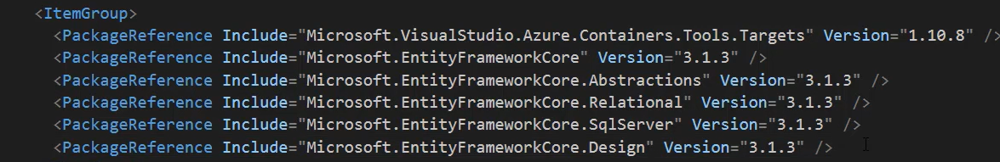 <ItemGroup>
<PackageReference Include="Microsoft.VisualStudio.Azure.Containers.Tools.Targets" Version="1.10.8" />
<PackageReference Include="Microsoft.EntityFrameworkCore" Version="3.1.3" />
<PackageReference Include="Microsoft.EntityFrameworkCore.Abstractions" Version="3.1.3" />
<PackageReference Include="Microsoft.EntityFrameworkCore.Relational" Version="3.1.3" />
<PackageReference Include="Microsoft.EntityFrameworkCore.SqlServer" Version="3.1.3" />
<PackageReference Include="Microsoft.EntityFrameworkCore.Design" Version="3.1.3" />